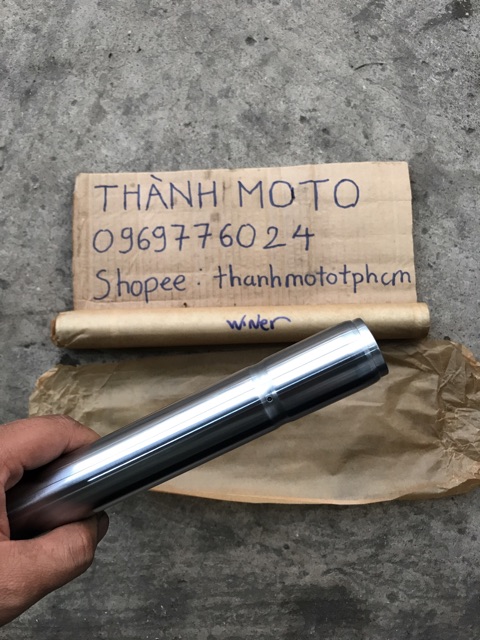 THÀNH MOTO
0969776024
Shopee: thanhmototphcm
WiNer